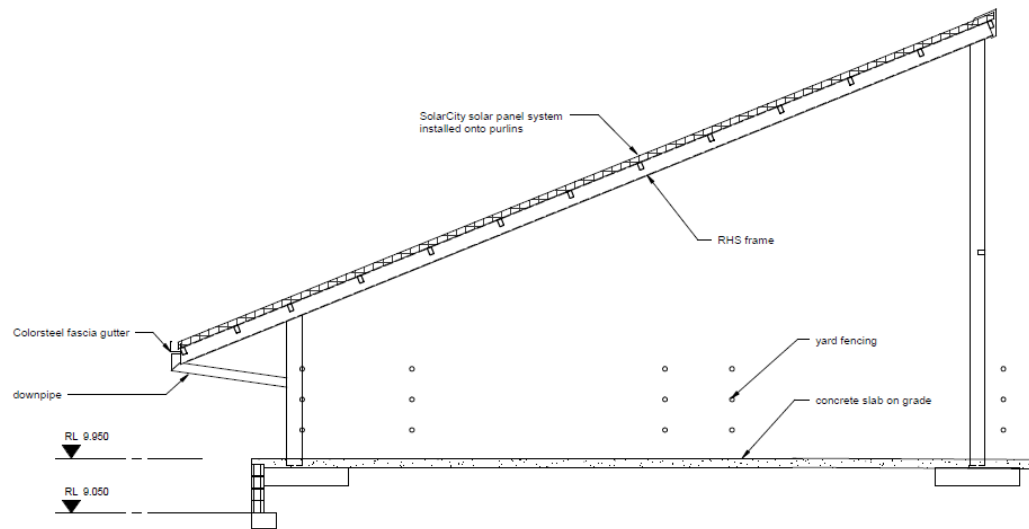 SolarCity solar panel system
installed onto purlins
RHS frame
Colorsteel fascia gutter
yard fencing
downpipe
concrete slab on grade
RL 9.950
RL 9.050